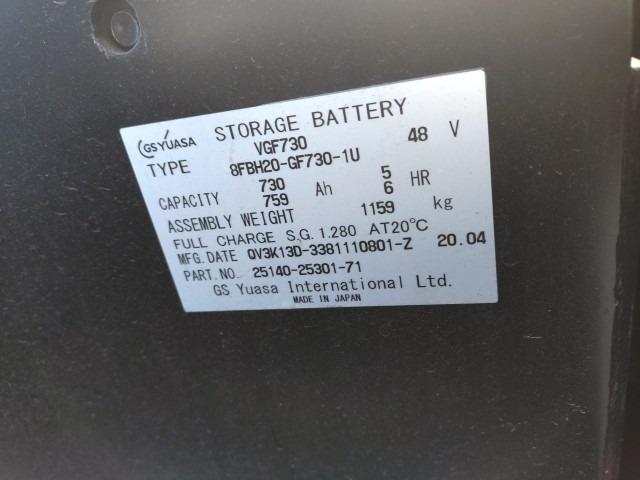 GS YUASA STORAGE BATTERY
VGF730 48 V
TYPE 8FBH20-GF730-1U
730 5
CAPACITY 759 Ah 6 HR
ASSEMBLY WEIGHT 1159 kg
FULL CHARGE S.G. 1.280 AT20°C
MFG.DATE QV3K13D-3381110801-Z 20.04
PART.NO. 25140-25301-71
GS Yuasa International Ltd.
MADE IN JAPAN